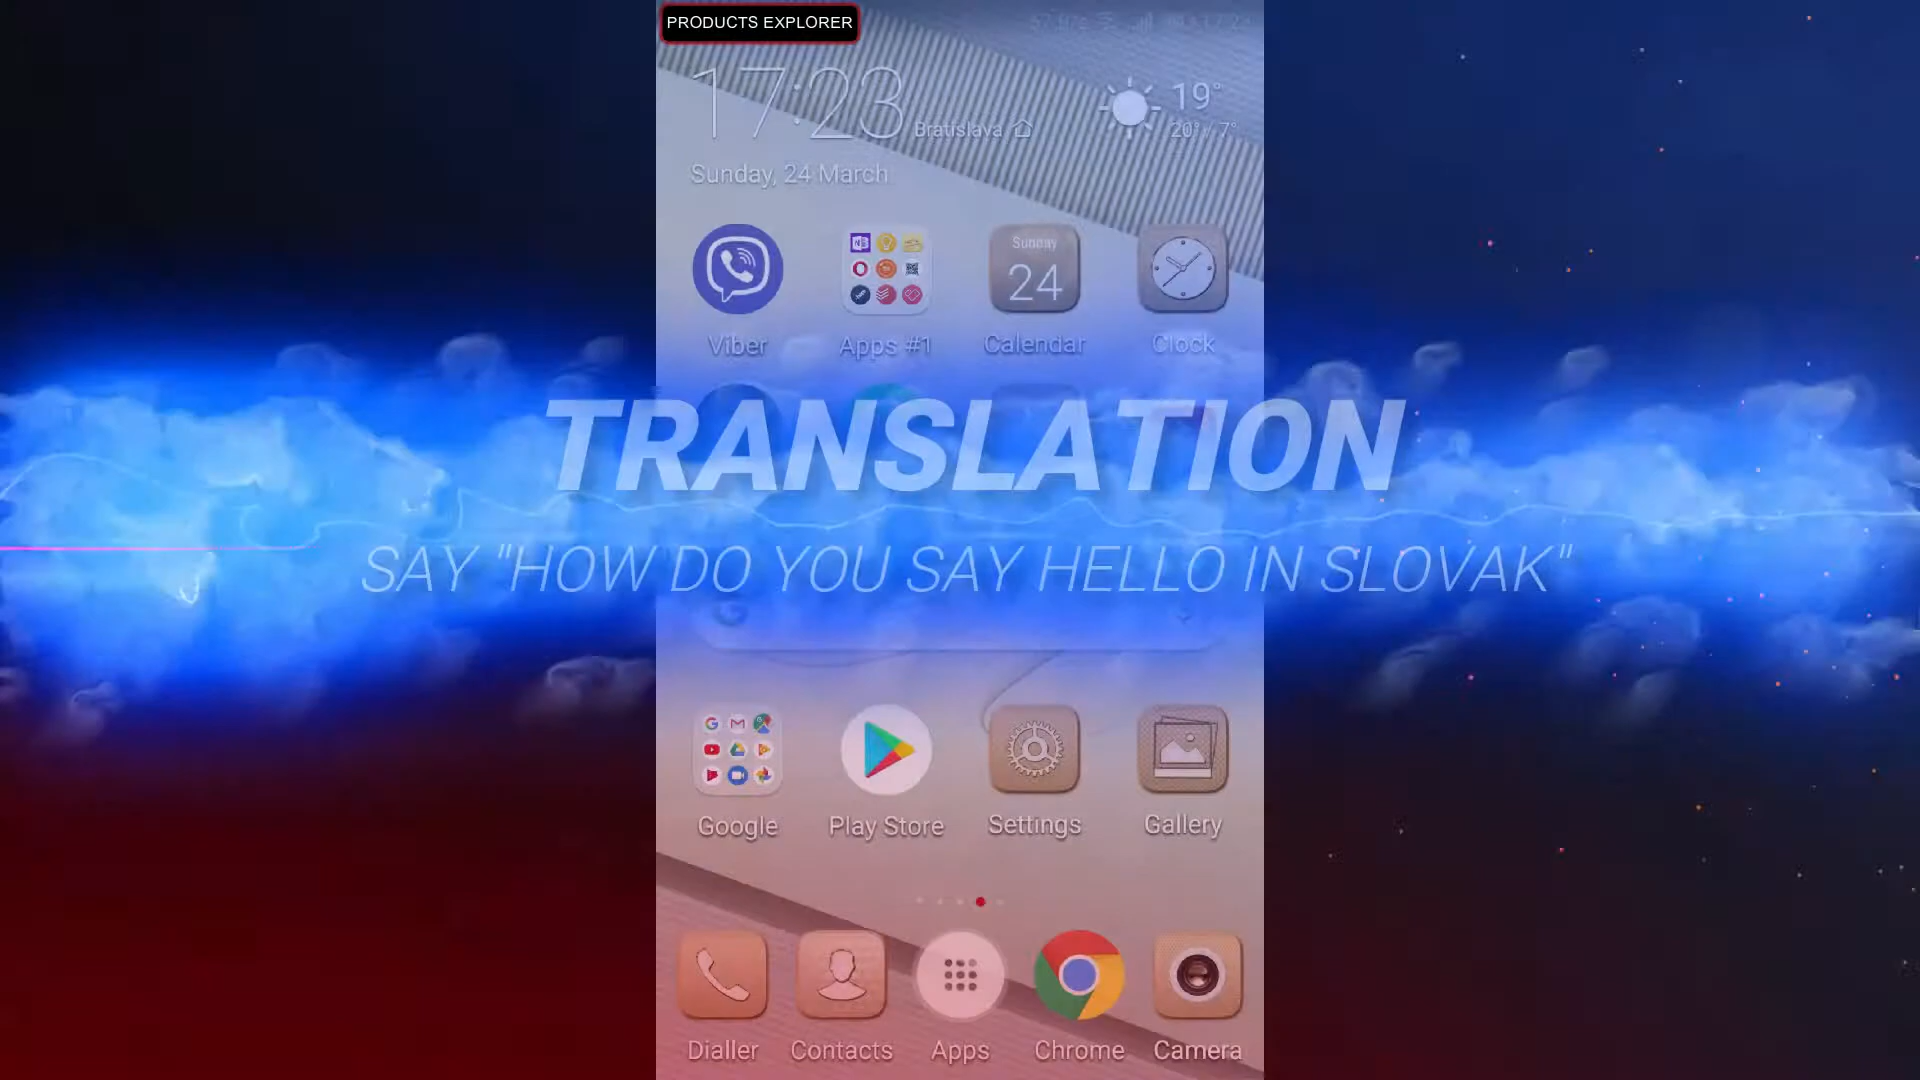 PRODUCTS EXPLORER
17:23
Bratislava
19°
20° / 7°
Sunday, 24 March
Sunday
24
Viber
Apps #1
Calendar
Clock
TRANSLATION
SAY "HOW DO YOU SAY HELLO IN SLOVAK"
Google
Play Store
Settings
Gallery
Dialler
Contacts
Apps
Chrome
Camera